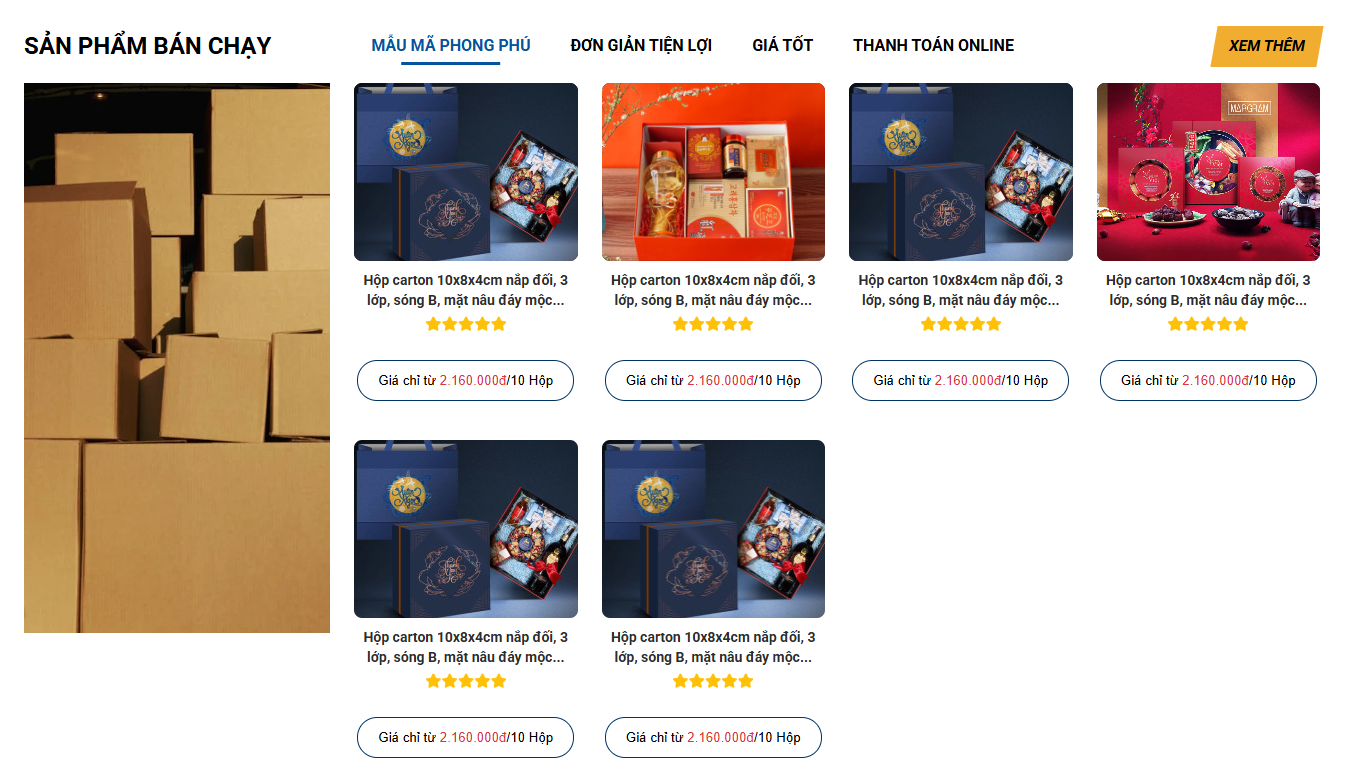 SẢN PHẨM BÁN CHẠY
MẪU MÃ PHONG PHÚ
ĐƠN GIẢN TIỆN LỢI
GIÁ TỐT
THANH TOÁN ONLINE
XEM THÊM
MARGRAM
Hộp carton 10x8x4cm nắp đối, 3
lớp, sóng B, mặt nâu đáy mộc...
Giá chỉ từ 2.160.000đ/10 Hộp
Hộp carton 10x8x4cm nắp đối, 3
lớp, sóng B, mặt nâu đáy mộc...
Giá chỉ từ 2.160.000đ/10 Hộp
Hộp carton 10x8x4cm nắp đối, 3
lớp, sóng B, mặt nâu đáy mộc...
Giá chỉ từ 2.160.000đ/10 Hộp
Hộp carton 10x8x4cm nắp đối, 3
lớp, sóng B, mặt nâu đáy mộc...
Giá chỉ từ 2.160.000đ/10 Hộp
Hộp carton 10x8x4cm nắp đối, 3
lớp, sóng B, mặt nâu đáy mộc...
Giá chỉ từ 2.160.000đ/10 Hộp
Hộp carton 10x8x4cm nắp đối, 3
lớp, sóng B, mặt nâu đáy mộc...
Giá chỉ từ 2.160.000đ/10 Hộp